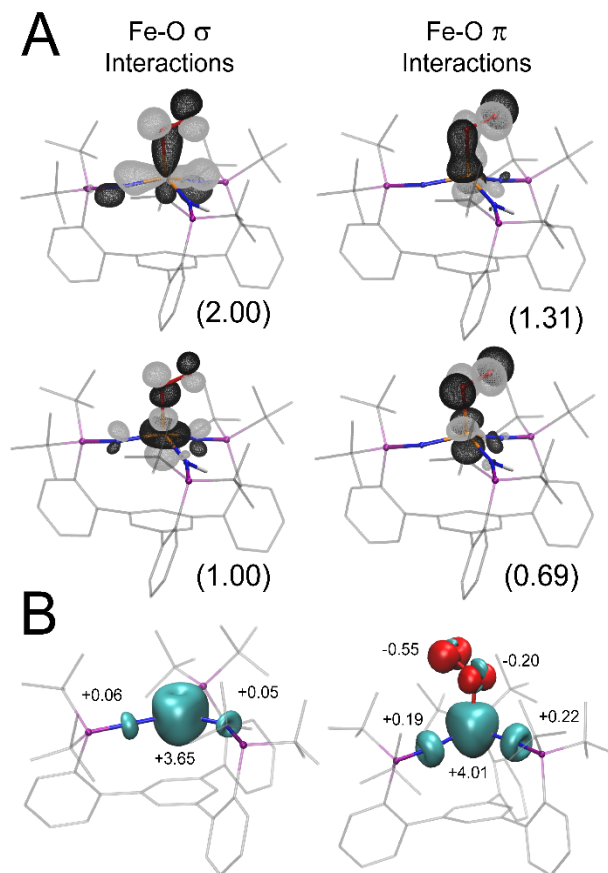 A
Fe-O σ
Interactions
Fe-O π
Interactions
(2.00)
(1.31)
(1.00)
(0.69)
B
+0.06
+0.05
+3.65
-0.55
-0.20
+0.19
+0.22
+4.01